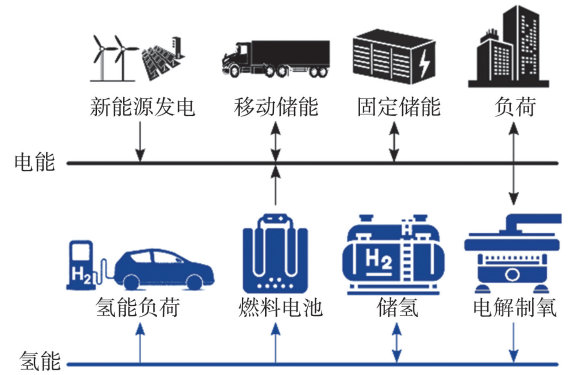 新能源发电 移动储能 固定储能 负荷
电能
H2 H2
氢能负荷 燃料电池 储氢 电解制氧
氢能